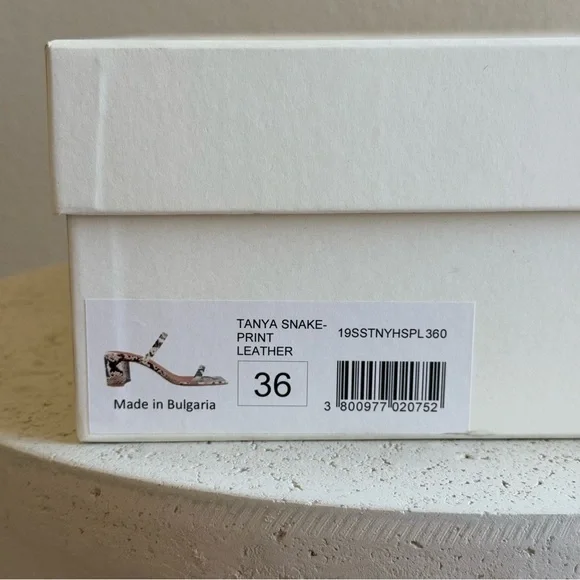 TANYA SNAKE-
PRINT
LEATHER
19SSTNYHSPL360
36
Made in Bulgaria
3 800977 020752